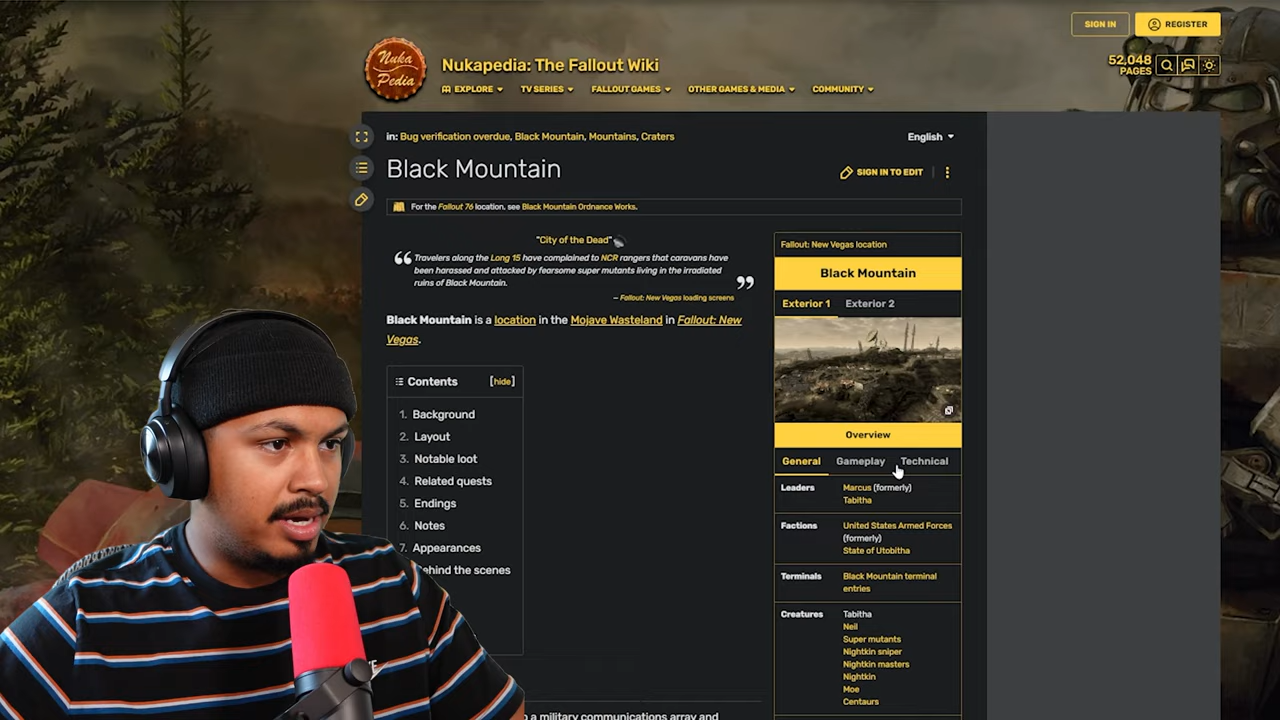 SIGN IN
REGISTER
Nuka
Pedia
Nukapedia: The Fallout Wiki
52,048
PAGES
EXPLORE
TV SERIES
FALLOUT GAMES
OTHER GAMES & MEDIA
COMMUNITY
in: Bug verification overdue, Black Mountain, Mountains, Craters
English
Black Mountain
SIGN IN TO EDIT
For the Fallout 76 location, see Black Mountain Ordnance Works.
"City of the Dead"
“ Travelers along the Long 15 have complained to NCR rangers that caravans have
been harassed and attacked by fearsome super mutants living in the irradiated
ruins of Black Mountain. ”
— Fallout: New Vegas loading screens
Black Mountain is a location in the Mojave Wasteland in Fallout: New
Vegas.
Contents [hide]
1. Background
2. Layout
3. Notable loot
4. Related quests
5. Endings
6. Notes
7. Appearances
ehind the scenes
o a military communications array and
Fallout: New Vegas location
Black Mountain
Exterior 1 Exterior 2
Overview
General Gameplay Technical
Leaders Marcus (formerly)
Tabitha
Factions United States Armed Forces
(formerly)
State of Utobitha
Terminals Black Mountain terminal
entries
Creatures Tabitha
Neil
Super mutants
Nightkin sniper
Nightkin masters
Nightkin
Moe
Centaurs